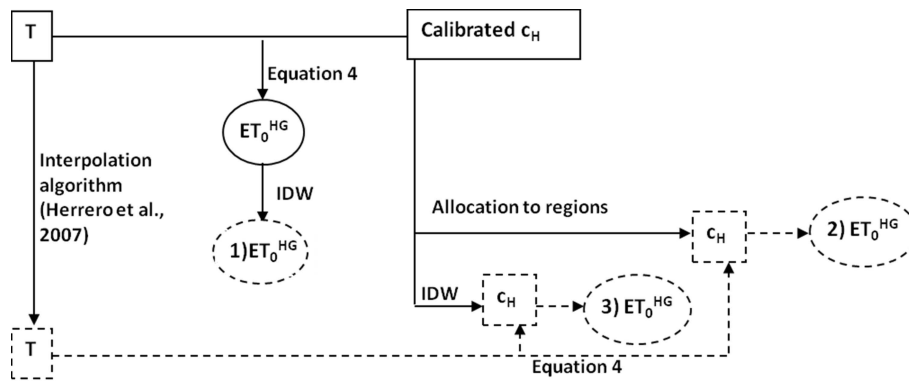 T
Calibrated cH
Equation 4
ET0HG
Interpolation
algorithm
(Herrero et al.,
2007)
IDW
1)ET0HG
Allocation to regions
cH
2) ET0HG
IDW
cH
3) ET0HG
T
Equation 4